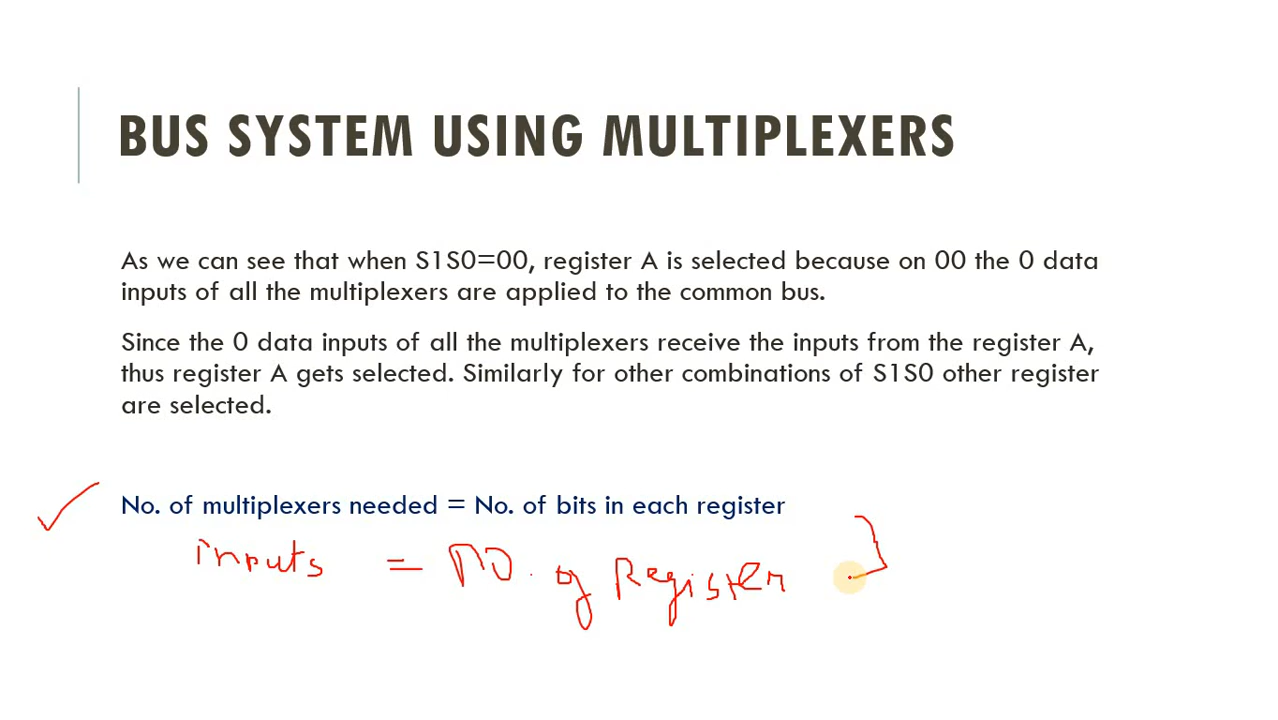 BUS SYSTEM USING MULTIPLEXERS
As we can see that when S1S0=00, register A is selected because on 00 the 0 data
inputs of all the multiplexers are applied to the common bus.
Since the 0 data inputs of all the multiplexers receive the inputs from the register A,
thus register A gets selected. Similarly for other combinations of S1S0 other register
are selected.
No. of multiplexers needed = No. of bits in each register
inputs = no. of Register